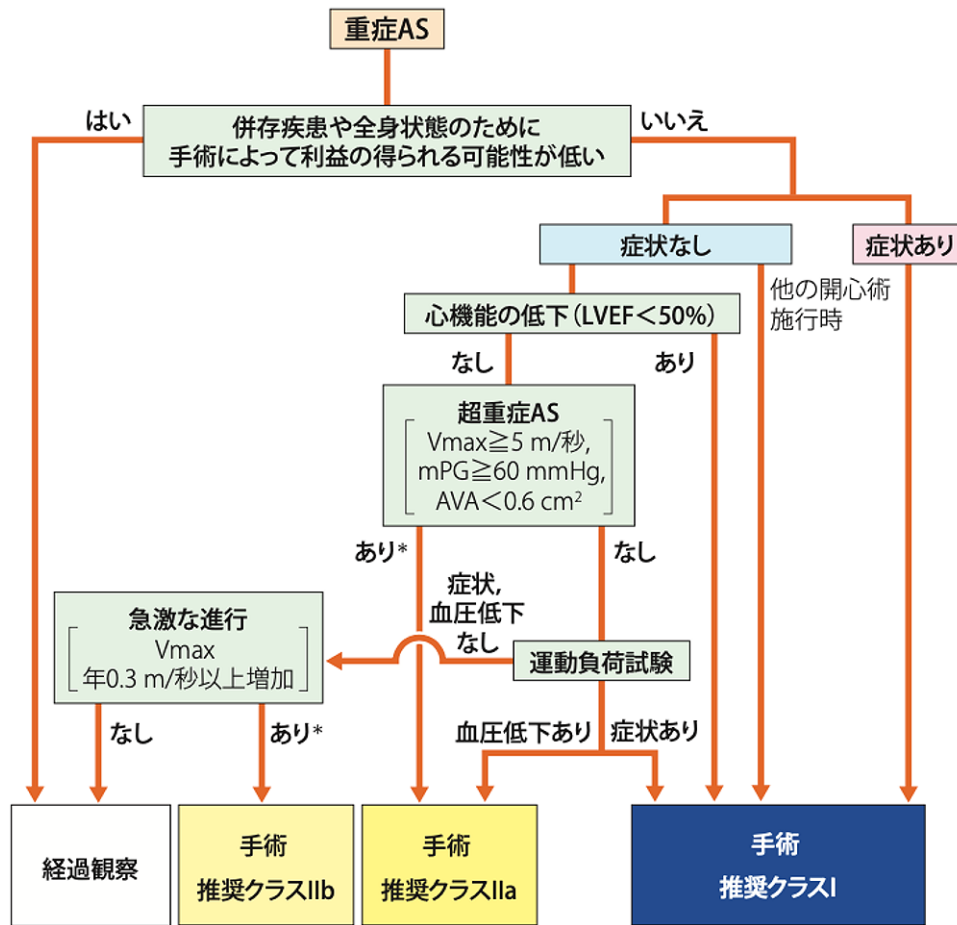 重症AS
はい
併存疾患や全身状態のために
手術によって利益の得られる可能性が低い
いいえ
症状なし
症状あり
他の開心術
施行時
心機能の低下（LVEF＜50%）
なし
あり
超重症AS
Vmax≧5 m/秒,
mPG≧60 mmHg,
AVA＜0.6 cm²
あり*
なし
症状,
血圧低下
なし
急激な進行
Vmax
年0.3 m/秒以上増加
運動負荷試験
なし
あり*
血圧低下あり
症状あり
経過観察
手術
推奨クラスIIb
手術
推奨クラスIIa
手術
推奨クラスI